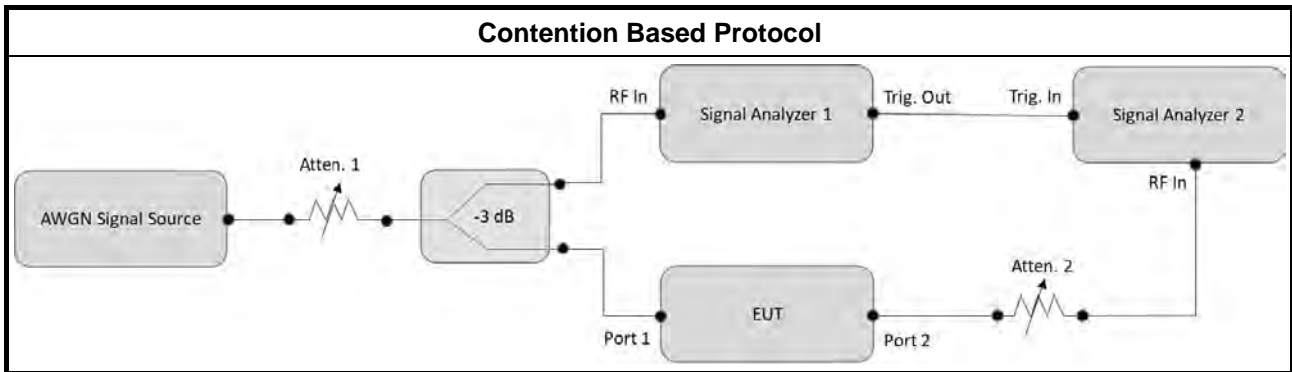 Contention Based Protocol
RF In
Signal Analyzer 1
Trig. Out
Trig. In
Signal Analyzer 2
RF In
Atten. 1
AWGN Signal Source
-3 dB
Atten. 2
EUT
Port 1
Port 2